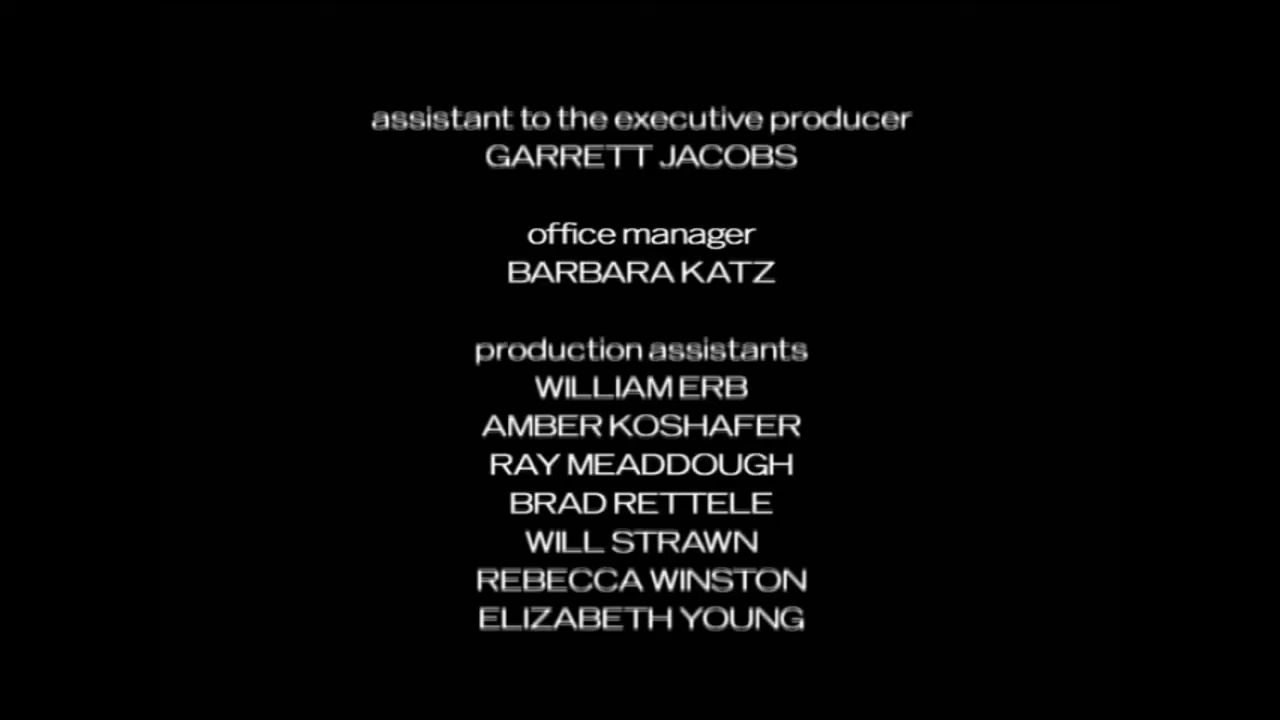 assistant to the executive producer
GARRETT JACOBS
office manager
BARBARA KATZ
production assistants
WILLIAM ERB
AMBER KOSHAFER
RAY MEADDOUGH
BRAD RETTELE
WILL STRAWN
REBECCA WINSTON
ELIZABETH YOUNG